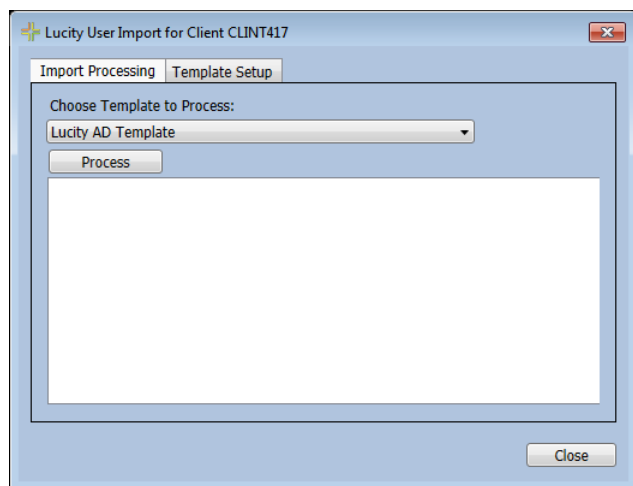 Lucity User Import for Client CLINT417
Import Processing Template Setup
Choose Template to Process:
Lucity AD Template
Process
Close